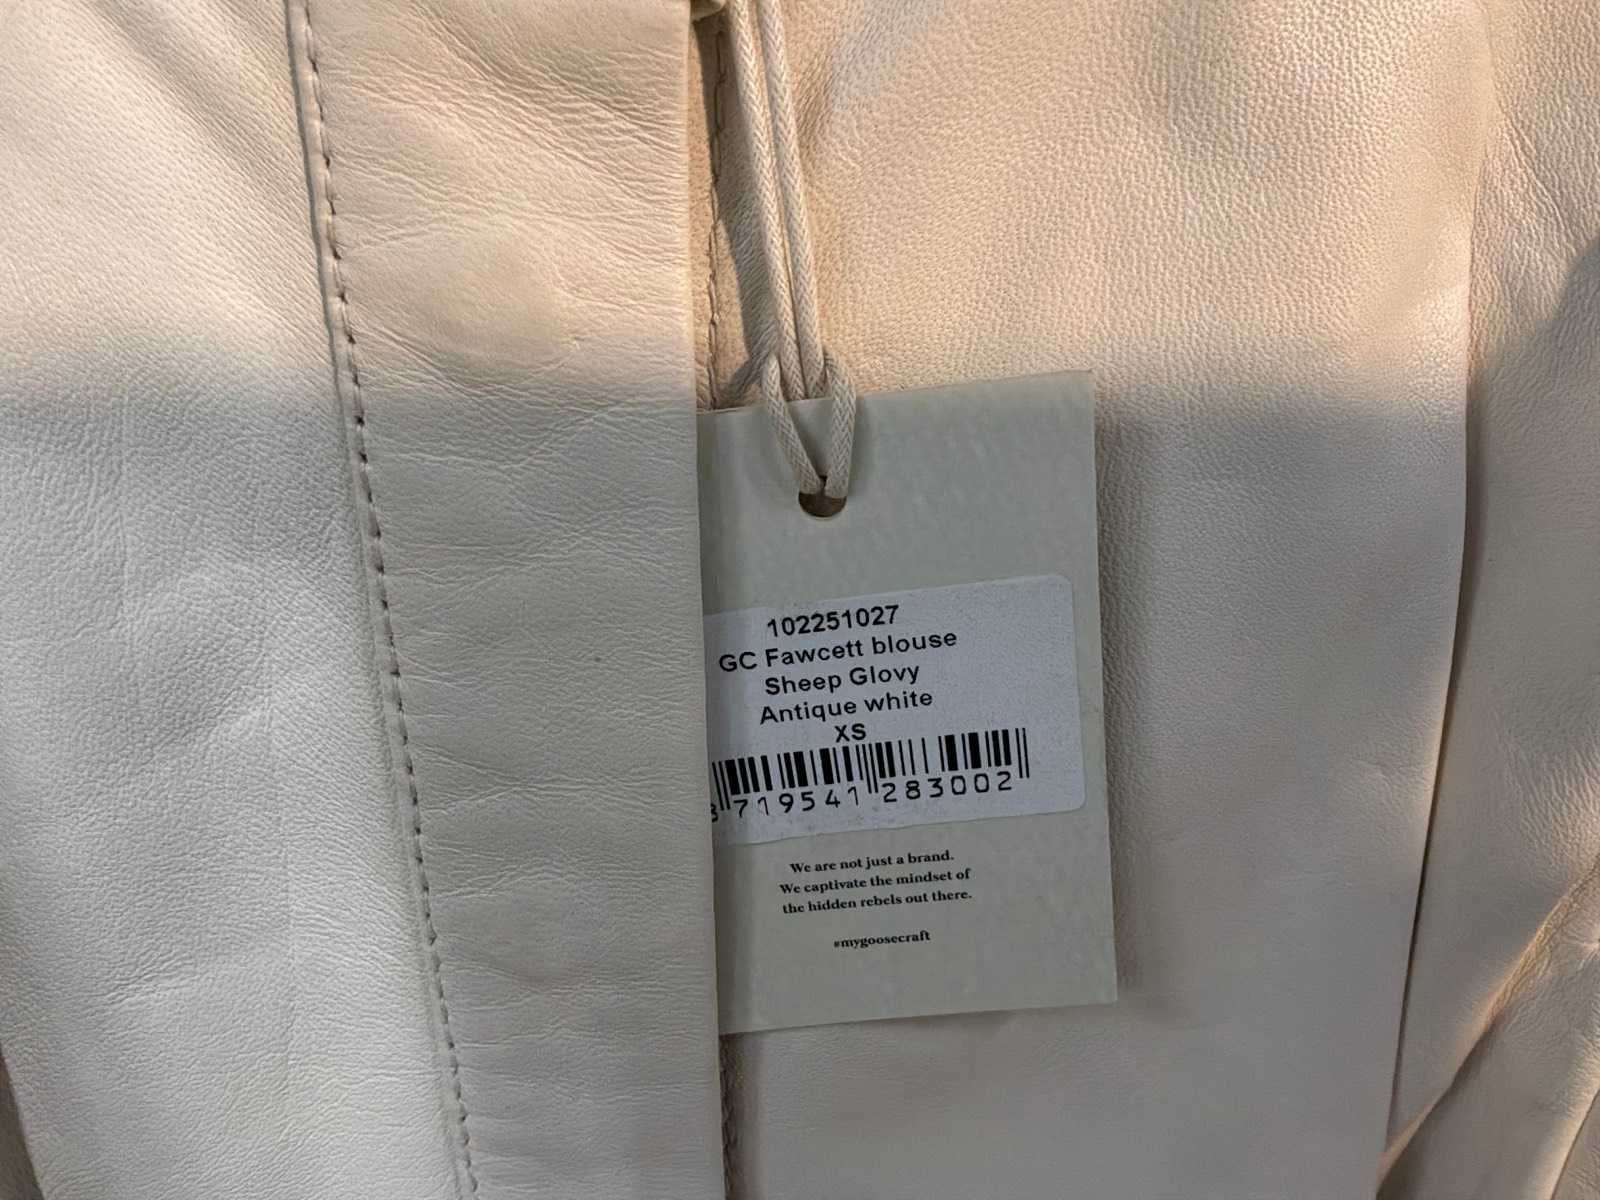 102251027
GC Fawcett blouse
Sheep Glovy
Antique white
XS
8 719541 283002
We are not just a brand.
We captivate the mindset of
the hidden rebels out there.
#mygoosecraft